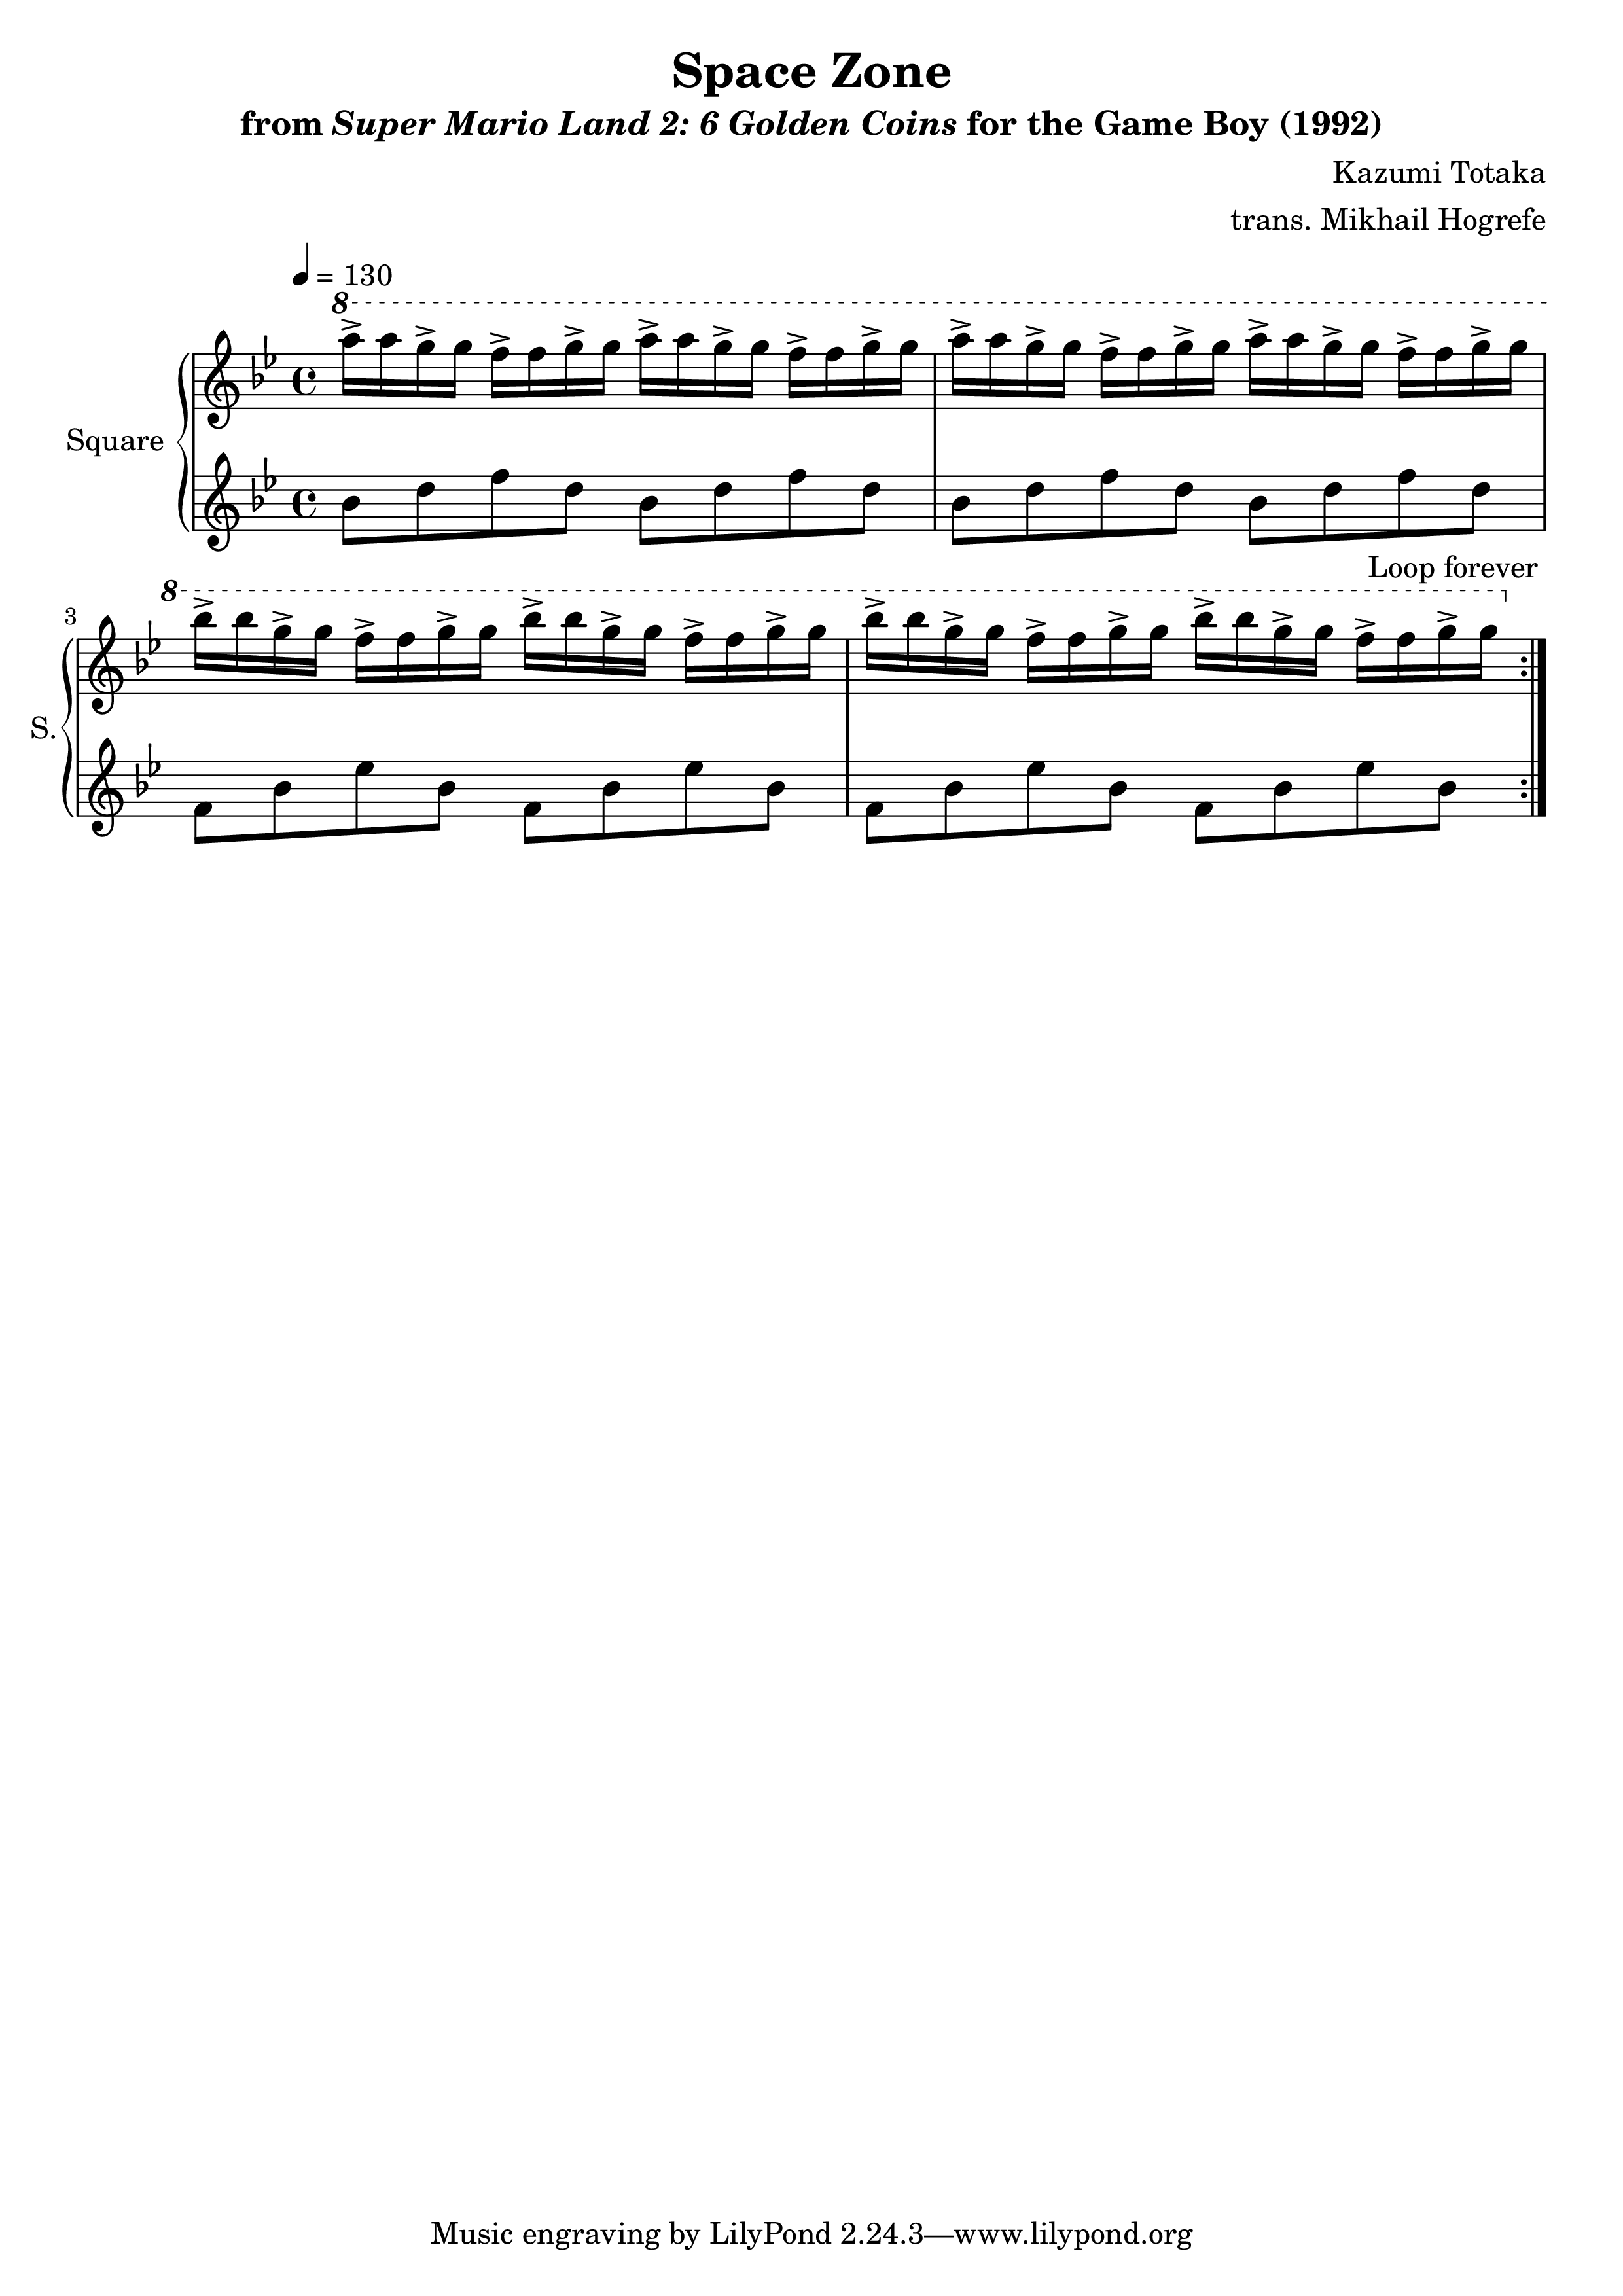 Space Zone
from Super Mario Land 2: 6 Golden Coins for the Game Boy (1992)
Kazumi Totaka
trans. Mikhail Hogrefe
= 130
8
Square
Loop forever
8
3
S.
Music engraving by LilyPond 2.24.3—www.lilypond.org